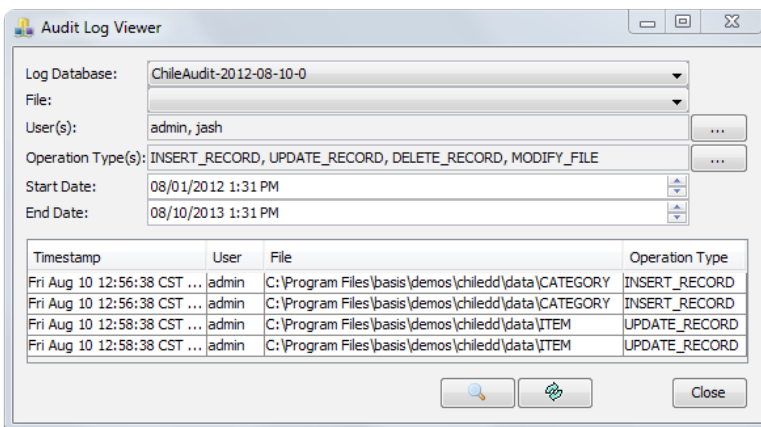 Audit Log Viewer
Log Database: ChileAudit-2012-08-10-0
File:
User(s): admin, jash ...
Operation Type(s): INSERT_RECORD, UPDATE_RECORD, DELETE_RECORD, MODIFY_FILE ...
Start Date: 08/01/2012 1:31 PM
End Date: 08/10/2013 1:31 PM
Timestamp User File Operation Type
Fri Aug 10 12:56:38 CST ... admin C:\Program Files\basis\demos\chiledd\data\CATEGORY INSERT_RECORD
Fri Aug 10 12:56:38 CST ... admin C:\Program Files\basis\demos\chiledd\data\CATEGORY INSERT_RECORD
Fri Aug 10 12:58:38 CST ... admin C:\Program Files\basis\demos\chiledd\data\ITEM UPDATE_RECORD
Fri Aug 10 12:58:38 CST ... admin C:\Program Files\basis\demos\chiledd\data\ITEM UPDATE_RECORD
Close